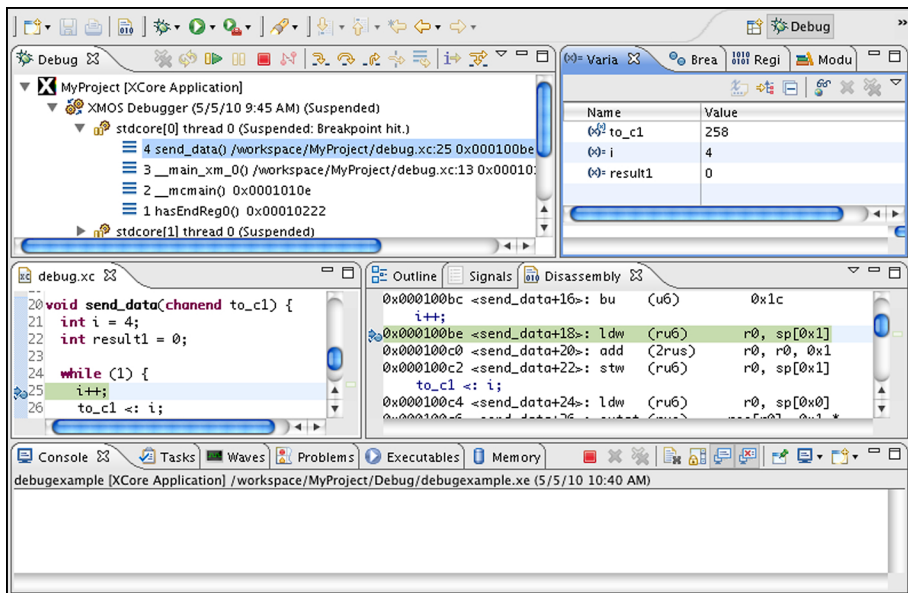 Debug
»
Debug
MyProject [XCore Application]
XMOS Debugger (5/5/10 9:45 AM) (Suspended)
stdcore[0] thread 0 (Suspended: Breakpoint hit.)
4 send_data() /workspace/MyProject/debug.xc:25 0x000100be
3 __main_xm_0() /workspace/MyProject/debug.xc:13 0x00010
2 __mcmain() 0x0001010e
1 hasEndReg0() 0x00010222
stdcore[1] thread 0 (Suspended)
(x)= Varia Brea 1010 0101 Regi Modu
Name Value
to_c1 258
(x)= i 4
(x)= result1 0
debug.xc
20 void send_data(chanend to_c1) {
21 int i = 4;
22 int result1 = 0;
23
24 while (1) {
25 i++;
26 to_c1 <: i;
Outline Signals Disassembly
0x000100bc <send_data+16>: bu (u6) 0x1c
i++;
0x000100be <send_data+18>: ldw (ru6) r0, sp[0x1]
0x000100c0 <send_data+20>: add (2rus) r0, r0, 0x1
0x000100c2 <send_data+22>: stw (ru6) r0, sp[0x1]
to_c1 <: i;
0x000100c4 <send_data+24>: ldw (ru6) r0, sp[0x0]
Console Tasks Waves Problems Executables Memory
debugexample [XCore Application] /workspace/MyProject/Debug/debugexample.xe (5/5/10 10:40 AM)